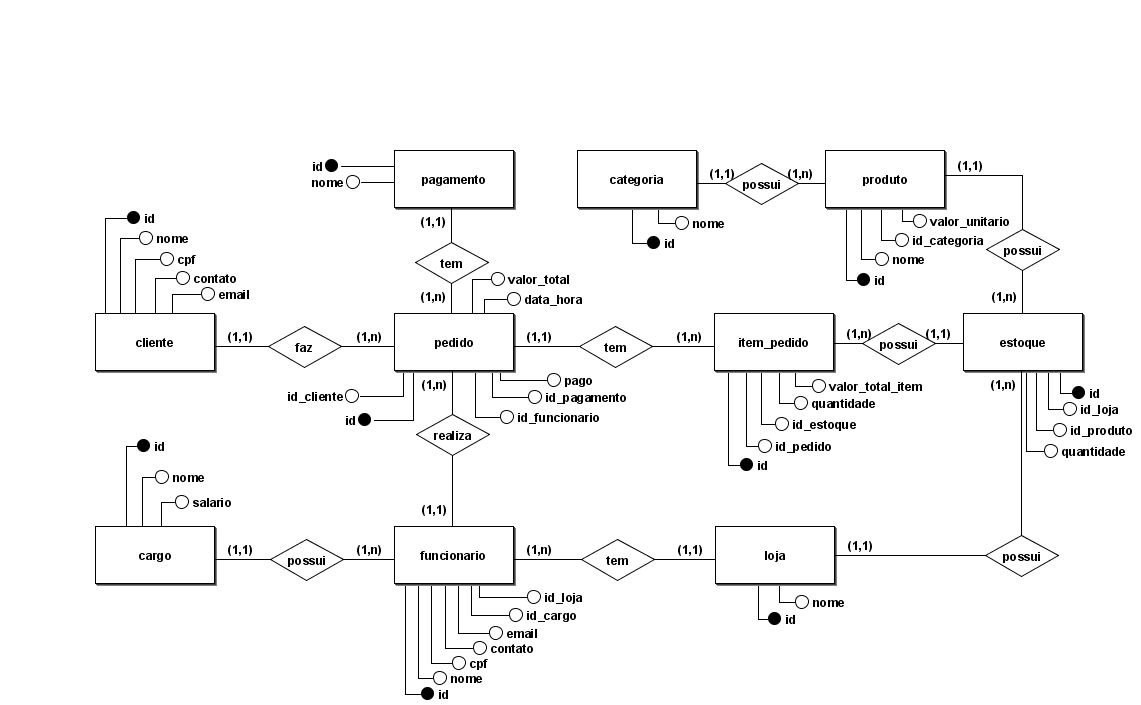 id
nome
pagamento
(1,1)
tem
(1,n)
categoria
nome
id
(1,1)
possui
(1,n)
produto
valor_unitario
id_categoria
nome
id
(1,1)
possui
(1,n)
id
nome
cpf
contato
email
cliente
(1,1)
faz
(1,n)
valor_total
data_hora
pedido
id_cliente
id
pago
id_pagamento
id_funcionario
(1,1)
tem
(1,n)
item_pedido
valor_total_item
quantidade
id_estoque
id_pedido
id
(1,n)
possui
(1,1)
estoque
id
id_loja
id_produto
quantidade
(1,n)
(1,n)
realiza
(1,1)
id
nome
salario
cargo
(1,1)
possui
(1,n)
funcionario
id_loja
id_cargo
email
contato
cpf
nome
id
(1,n)
tem
(1,1)
loja
nome
id
(1,1)
possui